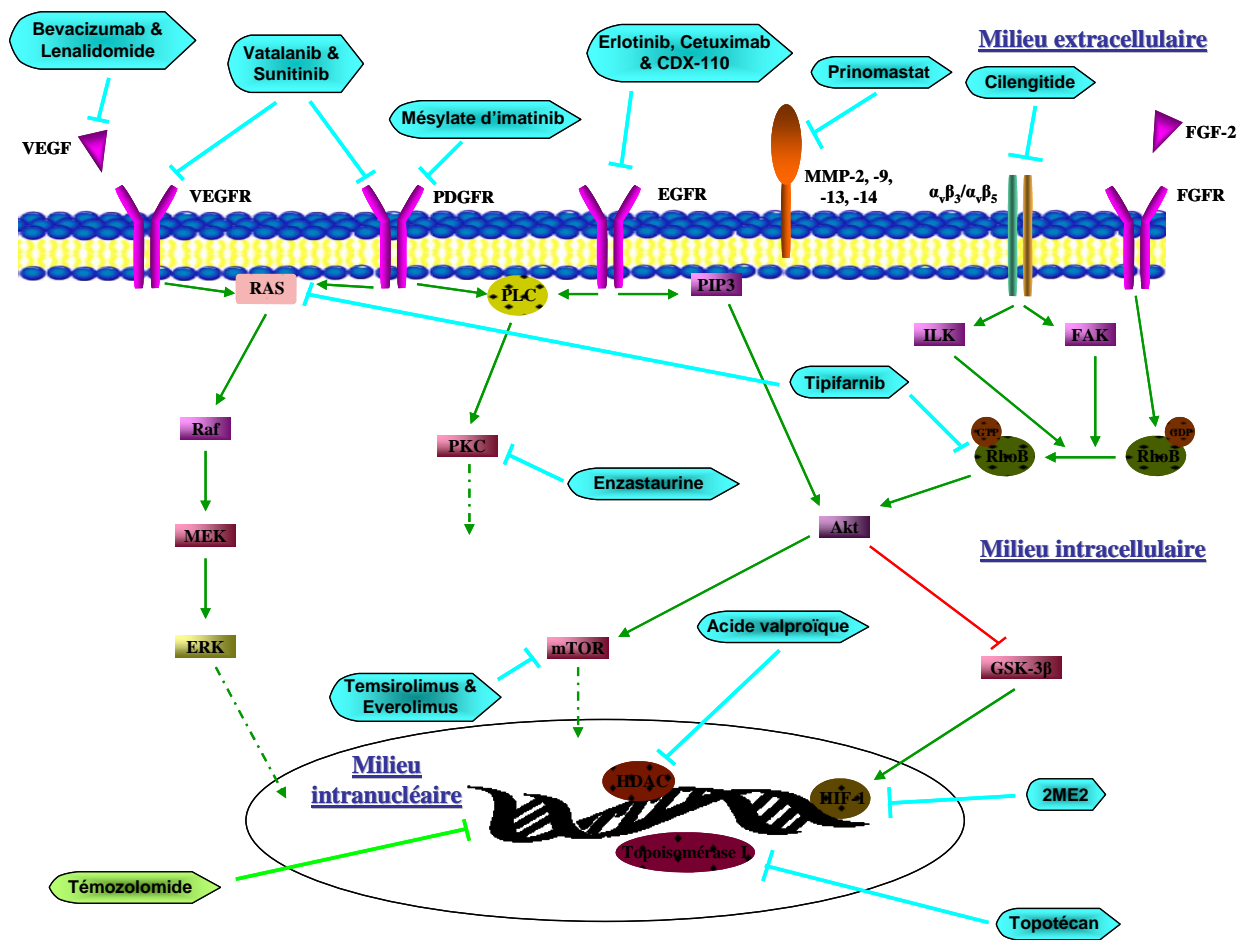 Bevacizumab &
Lenalidomide
Vatalanib &
Sunitinib
Erlotinib, Cetuximab
& CDX-110
Milieu extracellulaire
Prinomastat
Cilengitide
Mésylate d'imatinib
VEGF
FGF-2
VEGFR
PDGFR
EGFR
MMP-2, -9,
-13, -14
αvβ3/αvβ5
FGFR
RAS
PLC
PIP3
ILK
FAK
Tipifarnib
Raf
PKC
GTP
RhoB
GDP
RhoB
Enzastaurine
MEK
Akt
Milieu intracellulaire
Acide valproïque
ERK
mTOR
GSK-3β
Temsirolimus &
Everolimus
Milieu
intranucléaire
HDAC
HIF-1
2ME2
Topoisomérase I
Témozolomide
Topotécan